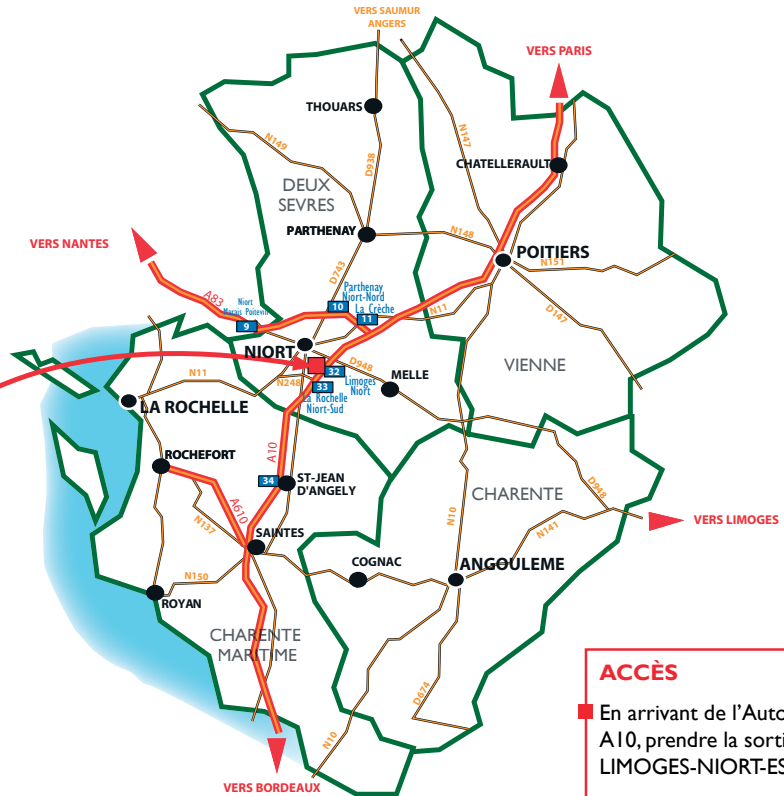 VERS SAUMUR
ANGERS
VERS PARIS
THOUARS
N147
N149
D938
CHATELLERAULT
DEUX
SEVRES
PARTHENAY
N148
VERS NANTES
POITIERS
N151
D743
A83
Niort
Marais Poitevin
9
Parthenay
Niort-Nord
10
La Crèche
11
N11
D147
NIORT
VIENNE
D948
N11
N248
32
Limoges
Niort
33
La Rochelle
Niort-Sud
MELLE
LA ROCHELLE
A10
ROCHEFORT
34
ST-JEAN
D'ANGELY
CHARENTE
D948
A610
N10
N137
N141
VERS LIMOGES
SAINTES
COGNAC
ANGOULEME
N150
ROYAN
CHARENTE
MARITIME
D674
N10
VERS BORDEAUX
ACCÈS
En arrivant de l'Auto
A10, prendre la sorti
LIMOGES-NIORT-ES